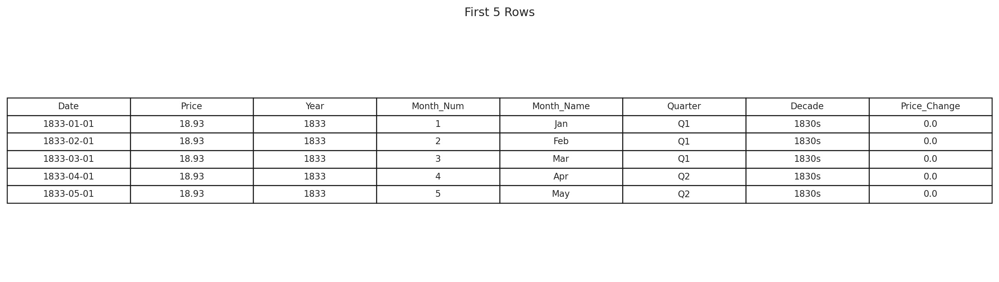 First 5 Rows
Date Price Year Month_Num Month_Name Quarter Decade Price_Change
1833-01-01 18.93 1833 1 Jan Q1 1830s 0.0
1833-02-01 18.93 1833 2 Feb Q1 1830s 0.0
1833-03-01 18.93 1833 3 Mar Q1 1830s 0.0
1833-04-01 18.93 1833 4 Apr Q2 1830s 0.0
1833-05-01 18.93 1833 5 May Q2 1830s 0.0